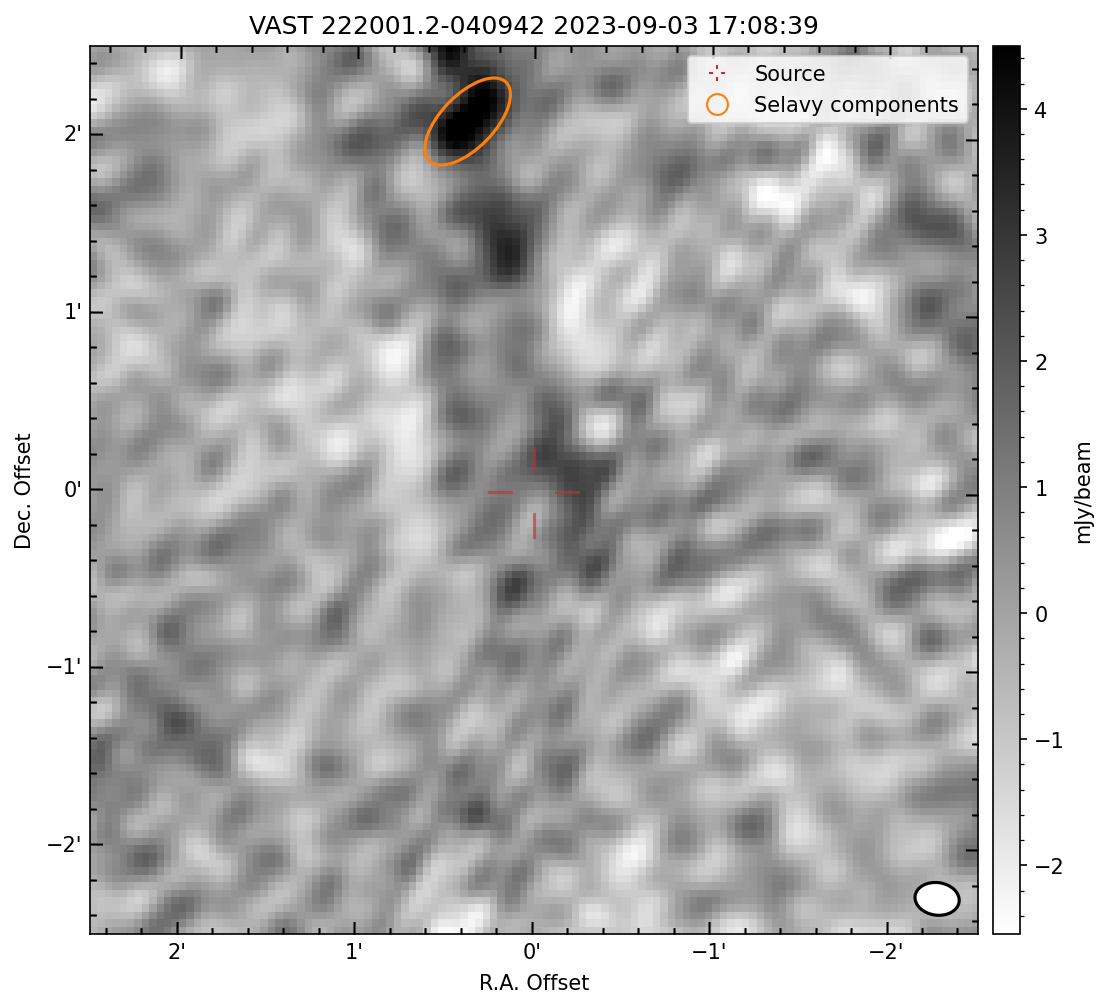 VAST 222001.2-040942 2023-09-03 17:08:39
Source
Selavy components
2'
1'
0'
−1'
−2'
Dec. Offset
2'
1'
0'
−1'
−2'
R.A. Offset
4
3
2
1
0
−1
−2
mJy/beam